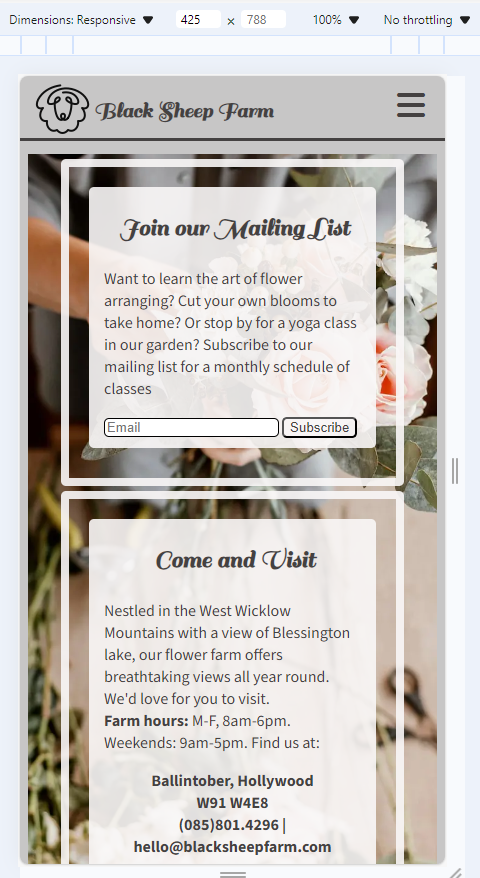 Dimensions: Responsive ▼ 425 × 788 100% ▼ No throttling ▼
Black Sheep Farm
Join our Mailing List
Want to learn the art of flower
arranging? Cut your own blooms to
take home? Or stop by for a yoga class
in our garden? Subscribe to our
mailing list for a monthly schedule of
classes
Email Subscribe
Come and Visit
Nestled in the West Wicklow
Mountains with a view of Blessington
lake, our flower farm offers
breathtaking views all year round.
We'd love for you to visit.
Farm hours: M-F, 8am-6pm.
Weekends: 9am-5pm. Find us at:
Ballintober, Hollywood
W91 W4E8
(085)801.4296 |
hello@blacksheepfarm.com